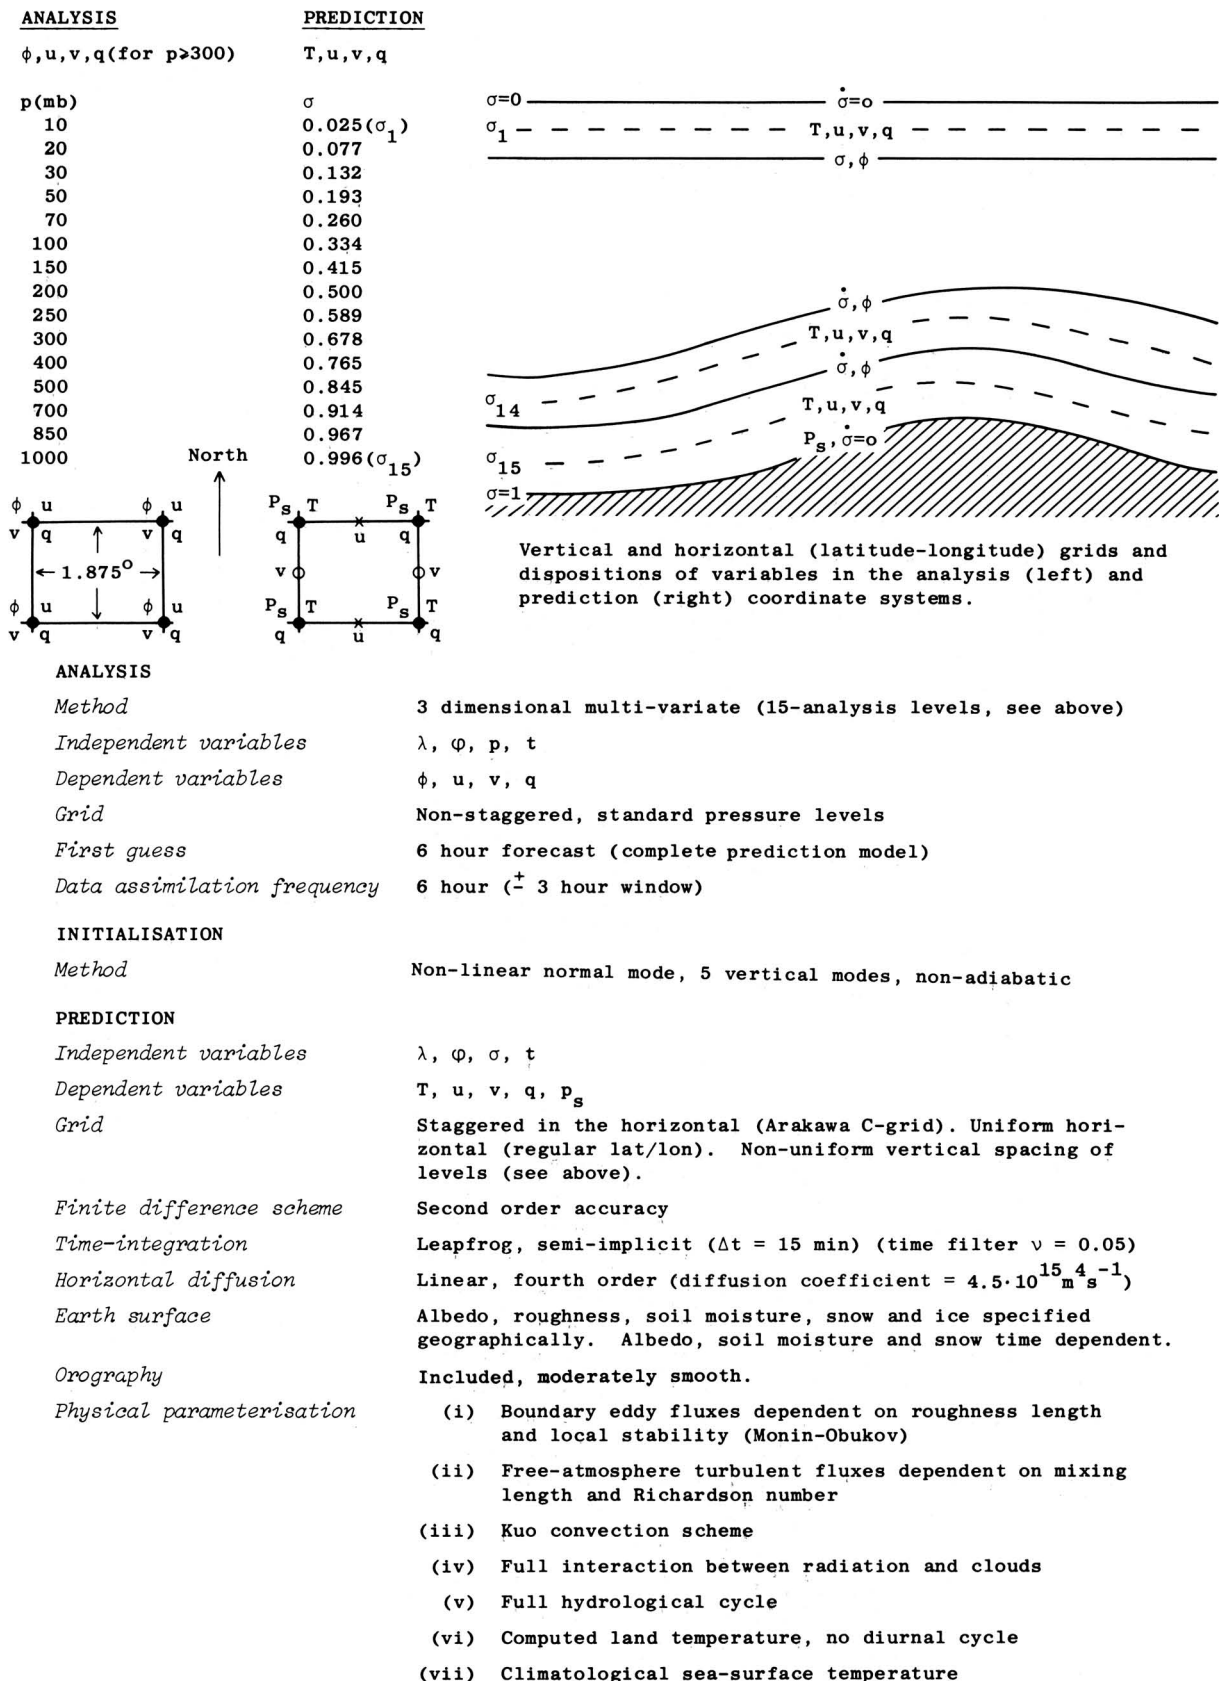 ANALYSIS PREDICTION
ϕ,u,v,q(for p⩾300) T,u,v,q
p(mb) σ
10 0.025(σ1)
20 0.077
30 0.132
50 0.193
70 0.260
100 0.334
150 0.415
200 0.500
250 0.589
300 0.678
400 0.765
500 0.845
700 0.914
850 0.967
1000 0.996(σ15)
σ=0 σ̇=o
σ1 T,u,v,q
σ,ϕ
σ̇,ϕ
T,u,v,q
σ̇,ϕ
σ14 T,u,v,q
Ps, σ̇=o
σ15
σ=1
North
ϕ u ϕ u
v q v q
1.875o
ϕ u ϕ u
v q v q
Ps T Ps T
q u q
v v
Ps T Ps T
q u q
Vertical and horizontal (latitude-longitude) grids and
dispositions of variables in the analysis (left) and
prediction (right) coordinate systems.
ANALYSIS
Method 3 dimensional multi-variate (15-analysis levels, see above)
Independent variables λ, φ, p, t
Dependent variables ϕ, u, v, q
Grid Non-staggered, standard pressure levels
First guess 6 hour forecast (complete prediction model)
Data assimilation frequency 6 hour (± 3 hour window)
INITIALISATION
Method Non-linear normal mode, 5 vertical modes, non-adiabatic
PREDICTION
Independent variables λ, φ, σ, t
Dependent variables T, u, v, q, ps
Grid Staggered in the horizontal (Arakawa C-grid). Uniform hori-
zontal (regular lat/lon). Non-uniform vertical spacing of
levels (see above).
Finite difference scheme Second order accuracy
Time-integration Leapfrog, semi-implicit (Δt = 15 min) (time filter ν = 0.05)
Horizontal diffusion Linear, fourth order (diffusion coefficient = 4.5·10^15 m^4 s^-1)
Earth surface Albedo, roughness, soil moisture, snow and ice specified
geographically. Albedo, soil moisture and snow time dependent.
Orography Included, moderately smooth.
Physical parameterisation (i) Boundary eddy fluxes dependent on roughness length
and local stability (Monin-Obukov)
(ii) Free-atmosphere turbulent fluxes dependent on mixing
length and Richardson number
(iii) Kuo convection scheme
(iv) Full interaction between radiation and clouds
(v) Full hydrological cycle
(vi) Computed land temperature, no diurnal cycle
(vii) Climatological sea-surface temperature